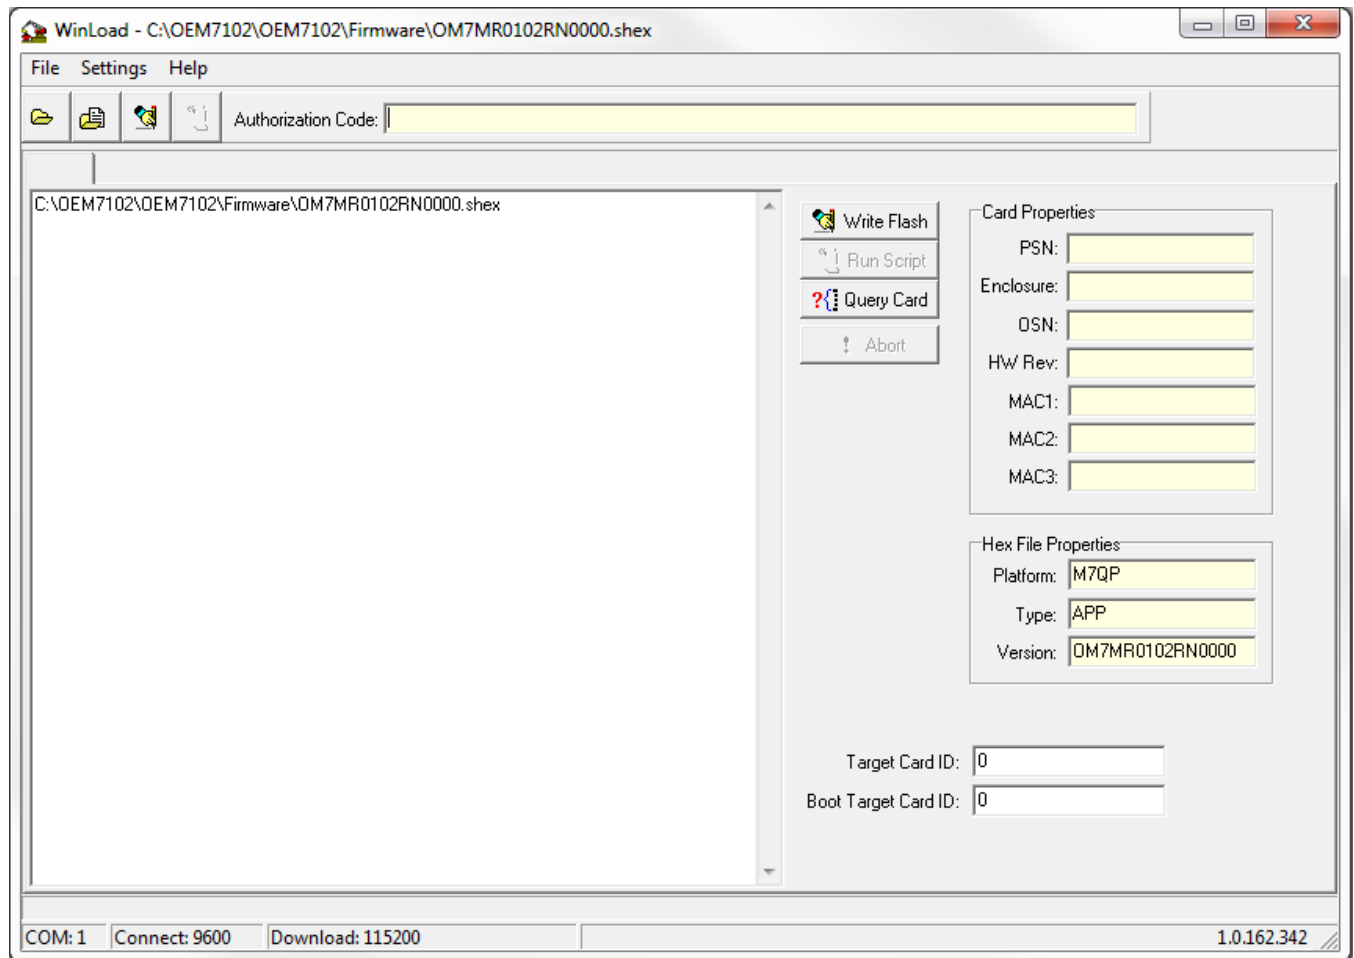 WinLoad - C:\OEM7102\OEM7102\Firmware\OM7MR0102RN0000.shex
File Settings Help
Authorization Code:
C:\OEM7102\OEM7102\Firmware\OM7MR0102RN0000.shex
Write Flash
Run Script
?{ Query Card
Abort
Card Properties
PSN:
Enclosure:
OSN:
HW Rev:
MAC1:
MAC2:
MAC3:
Hex File Properties
Platform: M7QP
Type: APP
Version: OM7MR0102RN0000
Target Card ID: 0
Boot Target Card ID: 0
COM: 1 Connect: 9600 Download: 115200 1.0.162.342